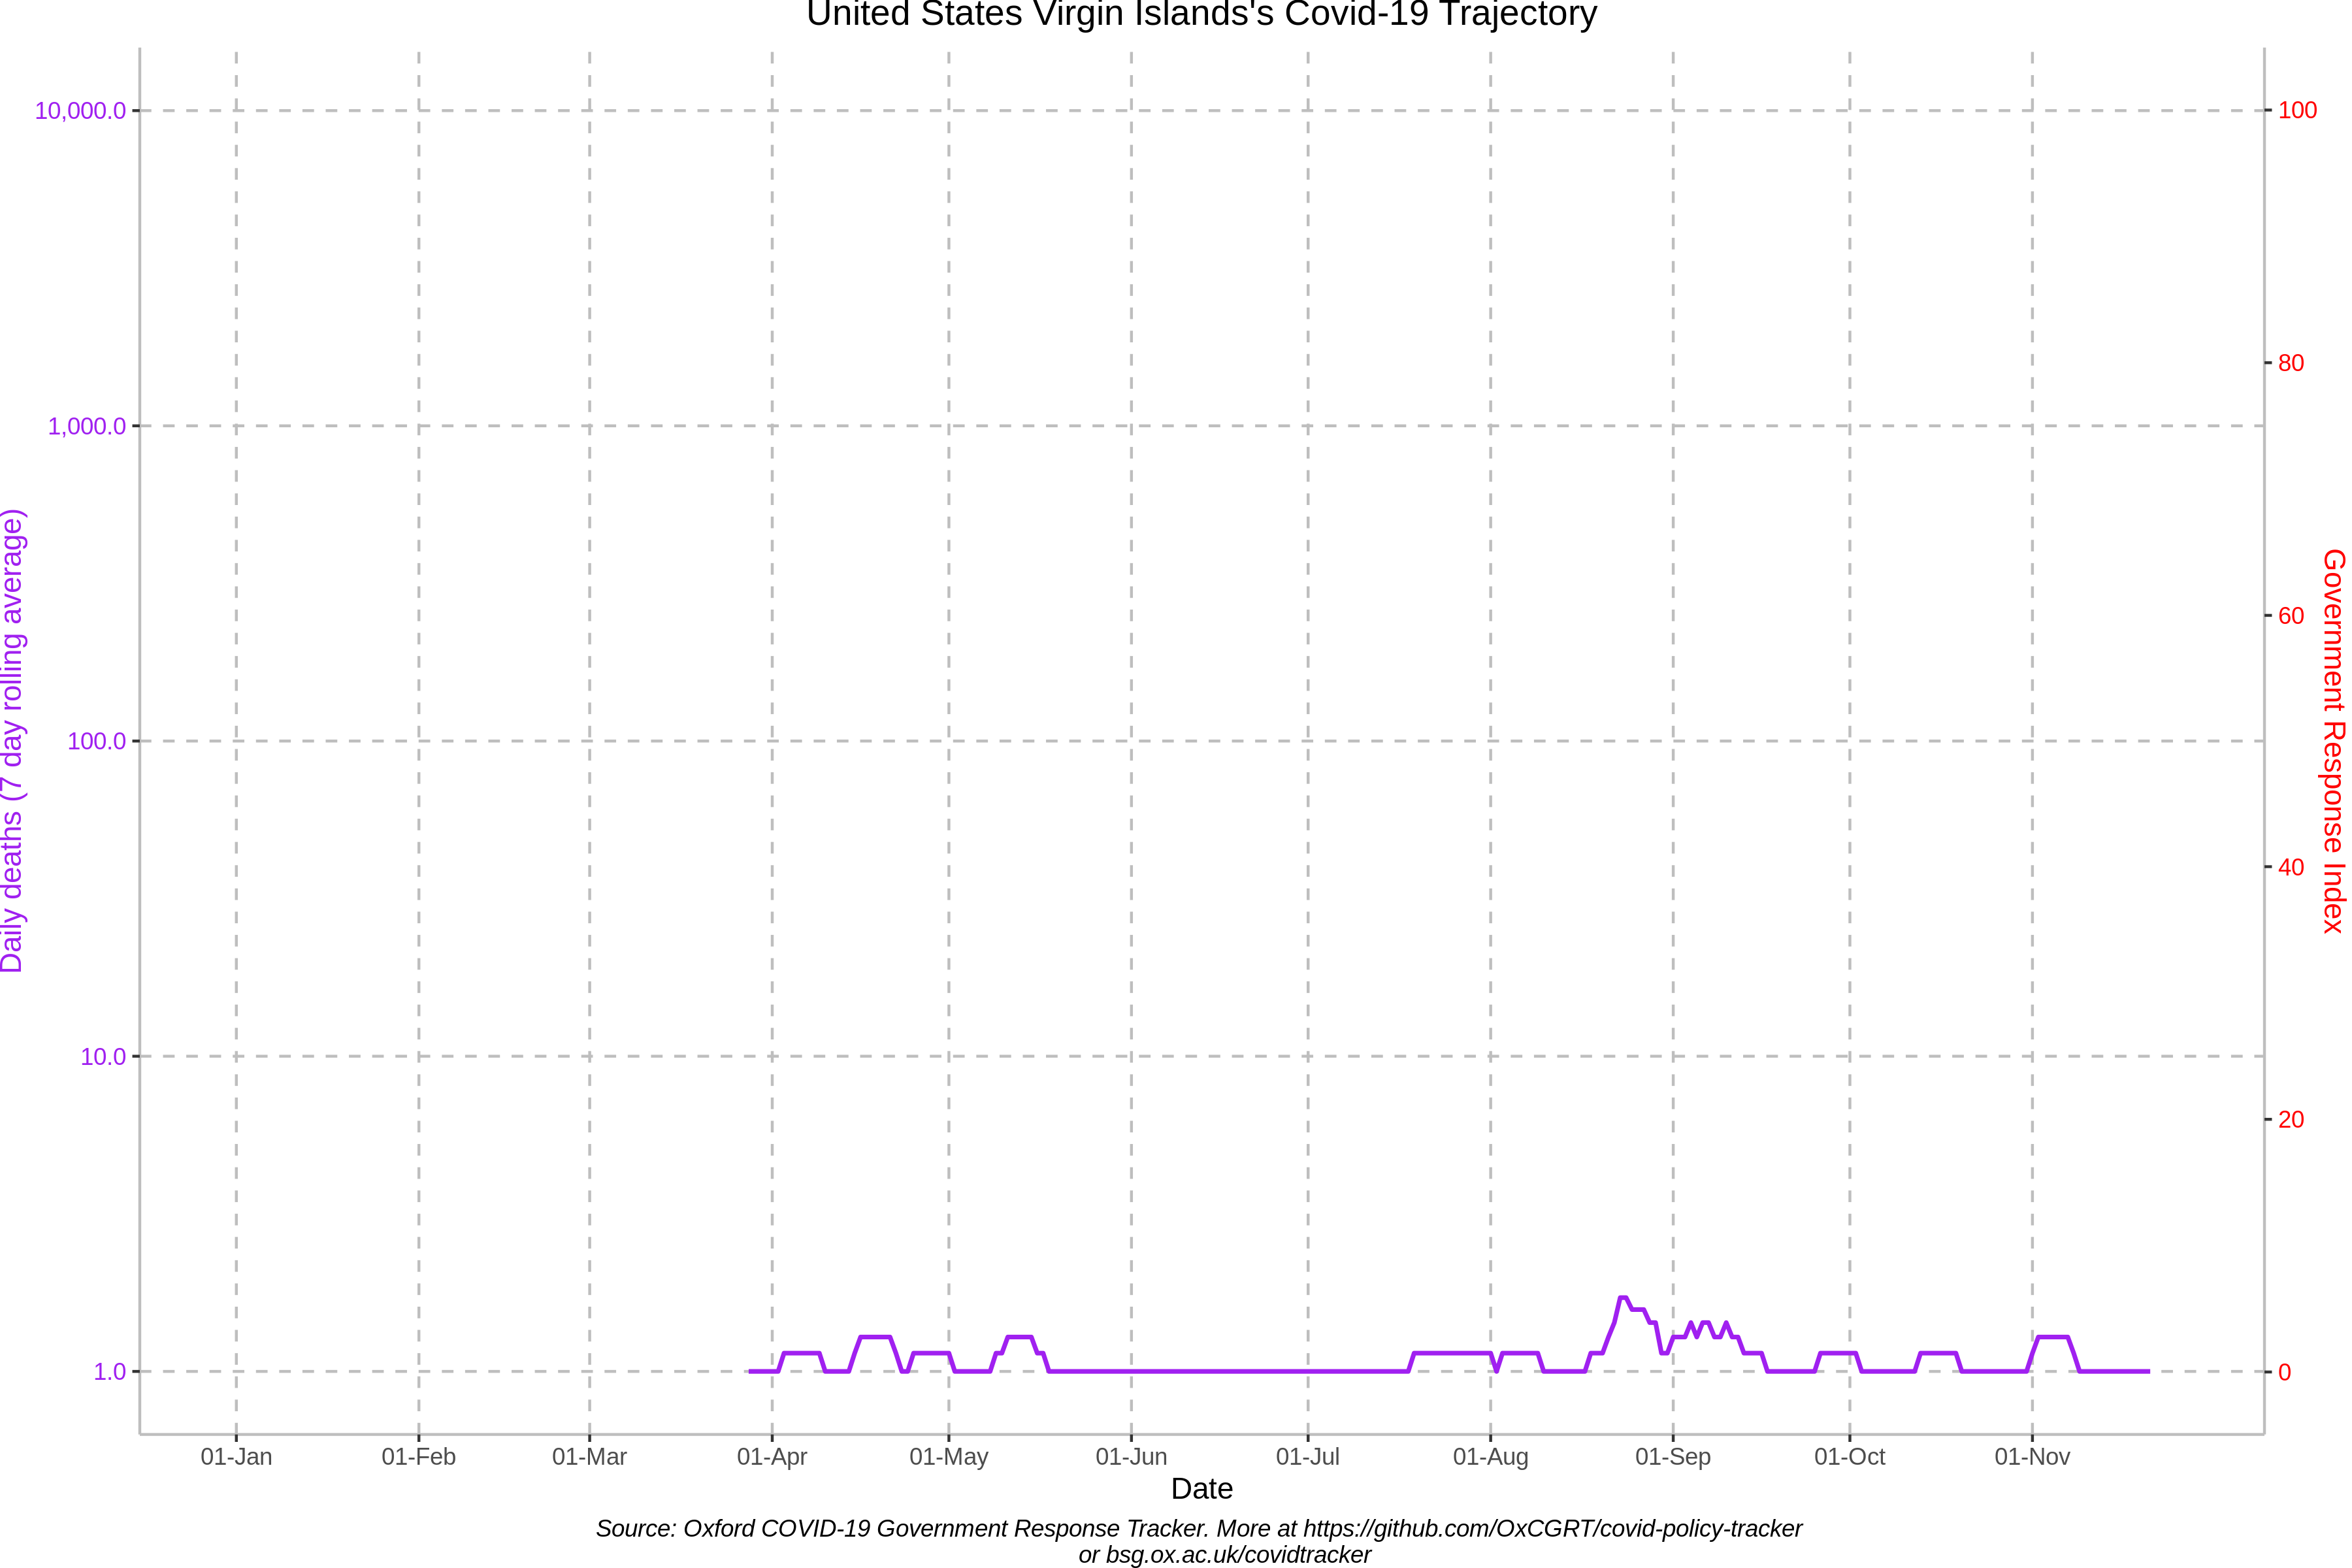 United States Virgin Islands's Covid-19 Trajectory
10,000.0
1,000.0
100.0
10.0
1.0
Daily deaths (7 day rolling average)
100
80
60
40
20
0
Government Response Index
01-Jan 01-Feb 01-Mar 01-Apr 01-May 01-Jun 01-Jul 01-Aug 01-Sep 01-Oct 01-Nov
Date
Source: Oxford COVID-19 Government Response Tracker. More at https://github.com/OxCGRT/covid-policy-tracker
or bsg.ox.ac.uk/covidtracker